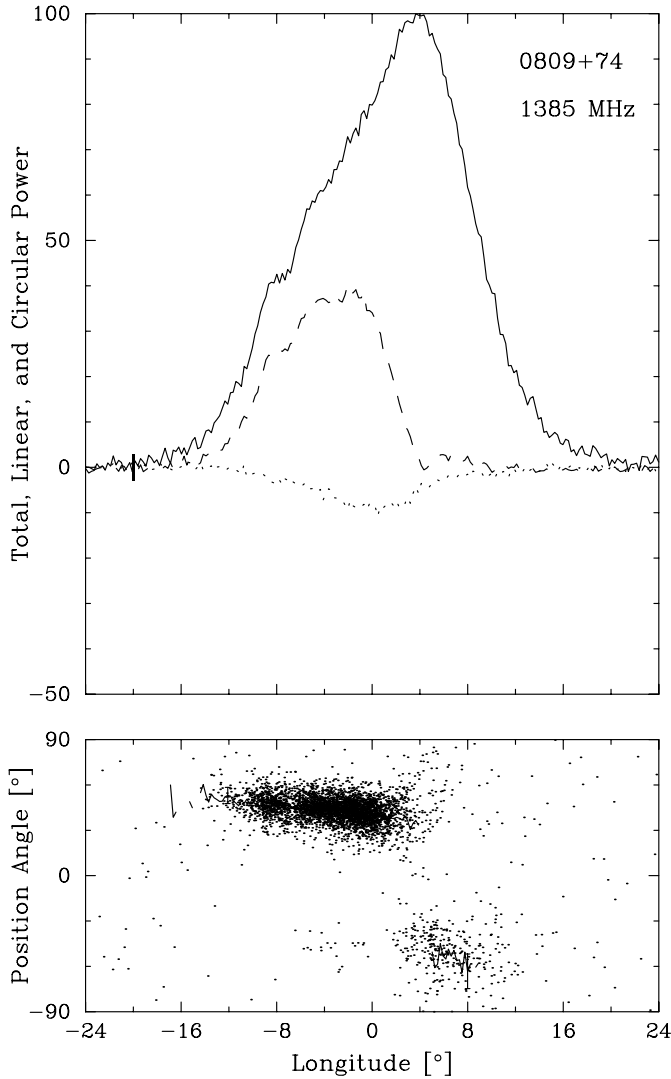 100
0809+74
1385 MHz
50
0
−50
Total, Linear, and Circular Power
90
0
−90
Position Angle [°]
−24 −16 −8 0 8 16 24
Longitude [°]